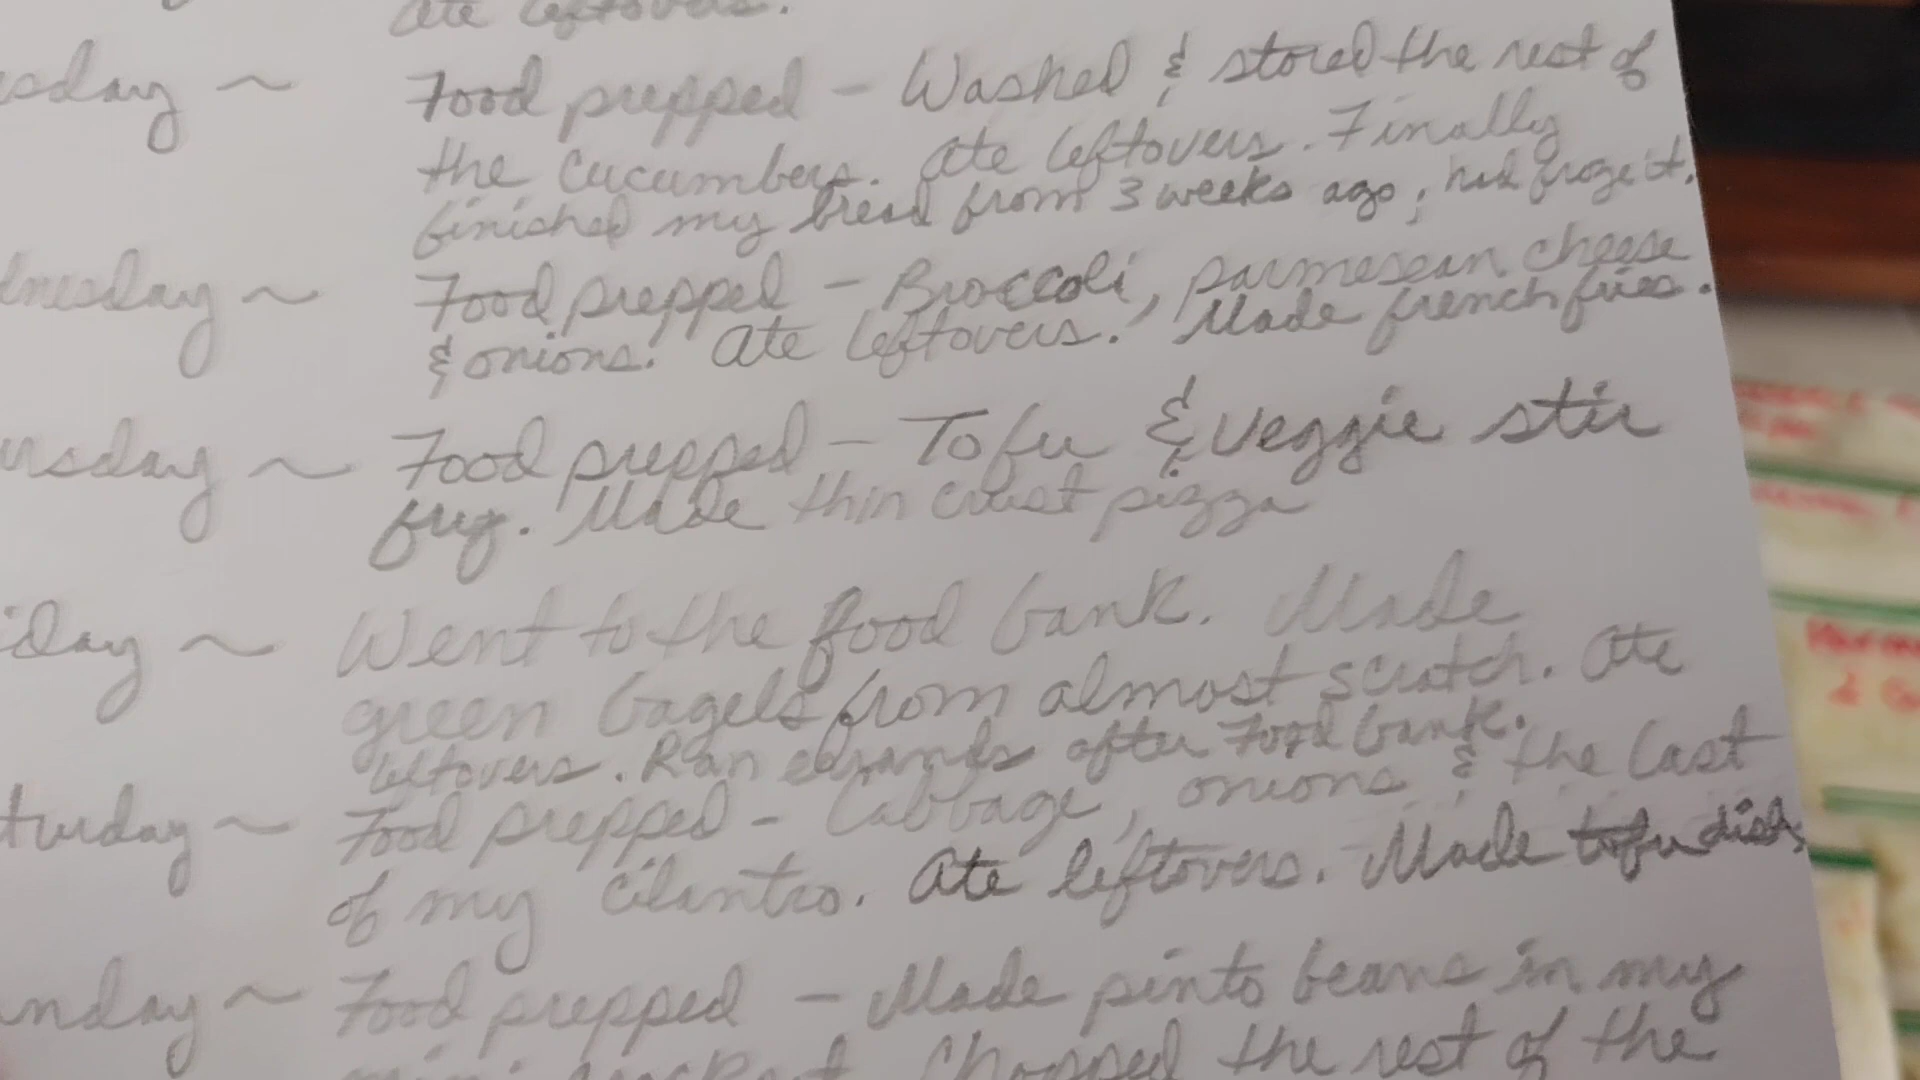 ate leftovers.
sday ~ Food prepped - Washed & stored the rest of
the cucumbers. Ate leftovers. Finally
finished my bread from 3 weeks ago; had froze it.
dnesday ~ Food prepped - Broccoli, parmesean cheese
& onions. Ate leftovers. Made french fries.
ursday ~ Food prepped - Tofu & Veggie stir
fry. Made thin crust pizza
iday ~ Went to the food bank. Made
green bagels from almost scratch. Ate
leftovers. Ran errands after Food bank.
turday ~ Food prepped - Cabbage, onions & the last
of my cilantro. Ate leftovers. Made tofu dish
nday ~ Food prepped - Made pinto beans in my
mini crockpot. Chopped the rest of the